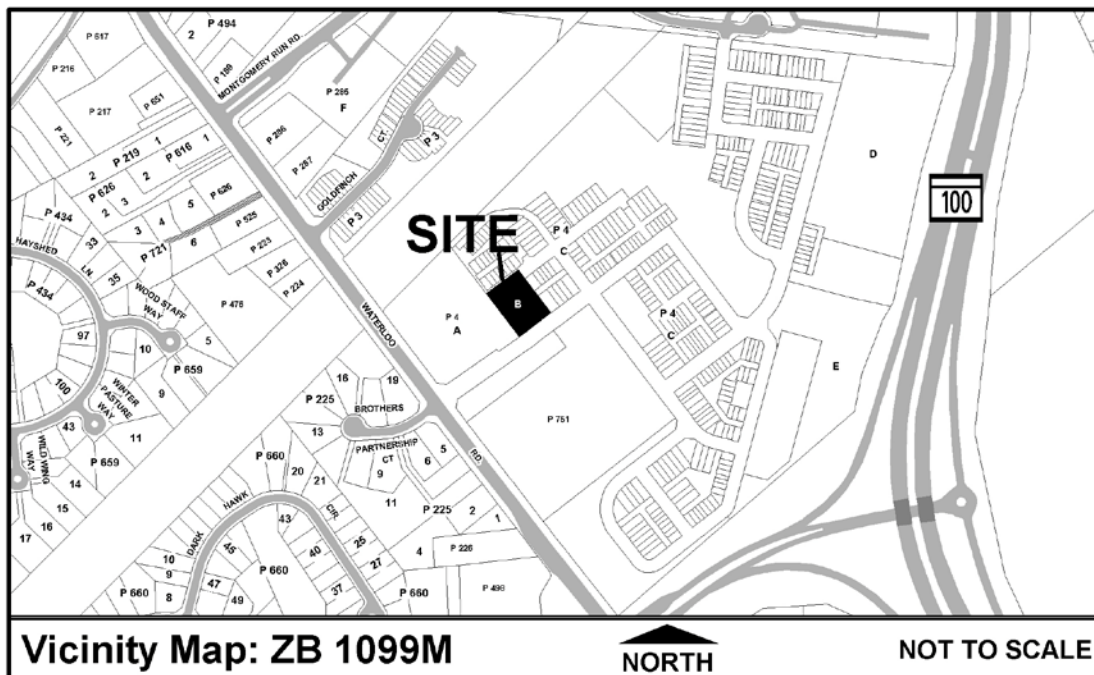 P 617
2
P 494
P 216
P 189
MONTGOMERY RUN RD.
P 217
P 651
P 285
F
P 221
P 219
1
P 616
1
P 286
P 287
2
2
P 626
3
2
P 626
5
4
3
P 434
33
P 721
6
P 525
P 223
P 326
P 224
HAYSHED
LN.
35
P 434
WOOD STAFF
WAY
P 476
GOLDFINCH
CT.
P 3
P 3
SITE
P 4
C
B
P 4
A
P 4
C
D
100
E
WATERLOO
RD.
97
10
5
P 659
100
WINTER
PASTURE
WAY
9
43
11
P 659
WILD WING
WAY
14
15
16
17
16
19
P 225
BROTHERS
13
PARTNERSHIP
CT
5
6
9
11
P 225
2
1
P 751
P 660
20
21
HAWK
DARK
CIR
43
45
40
25
27
37
10
9
8
47
49
P 660
P 660
4
P 226
P 660
P 498
Vicinity Map: ZB 1099M
NORTH
NOT TO SCALE